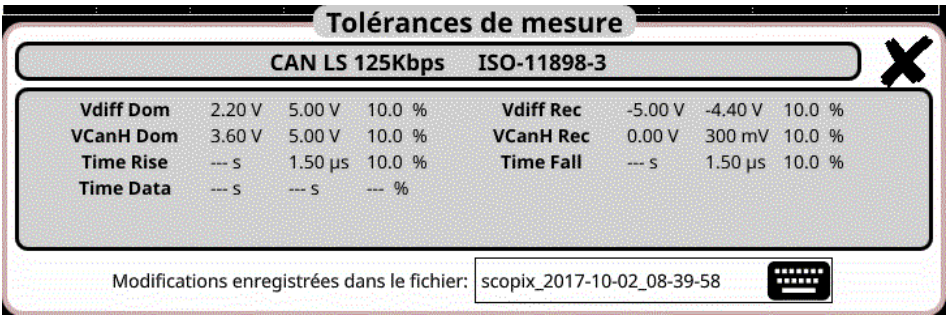 Tolérances de mesure
CAN LS 125Kbps ISO-11898-3
Vdiff Dom 2.20 V 5.00 V 10.0 % Vdiff Rec -5.00 V -4.40 V 10.0 %
VCanH Dom 3.60 V 5.00 V 10.0 % VCanH Rec 0.00 V 300 mV 10.0 %
Time Rise --- s 1.50 µs 10.0 % Time Fall --- s 1.50 µs 10.0 %
Time Data --- s --- s --- %
Modifications enregistrées dans le fichier: scopix_2017-10-02_08-39-58